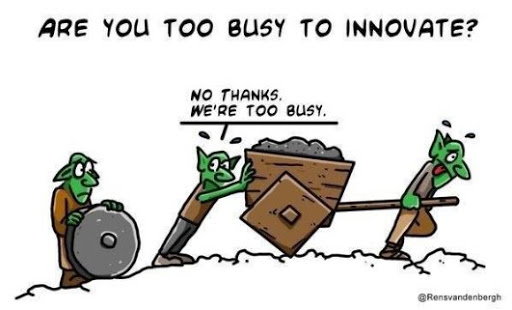 ARE YOU TOO BUSY TO INNOVATE?
NO THANKS.
WE'RE TOO BUSY.
@Rensvandenbergh